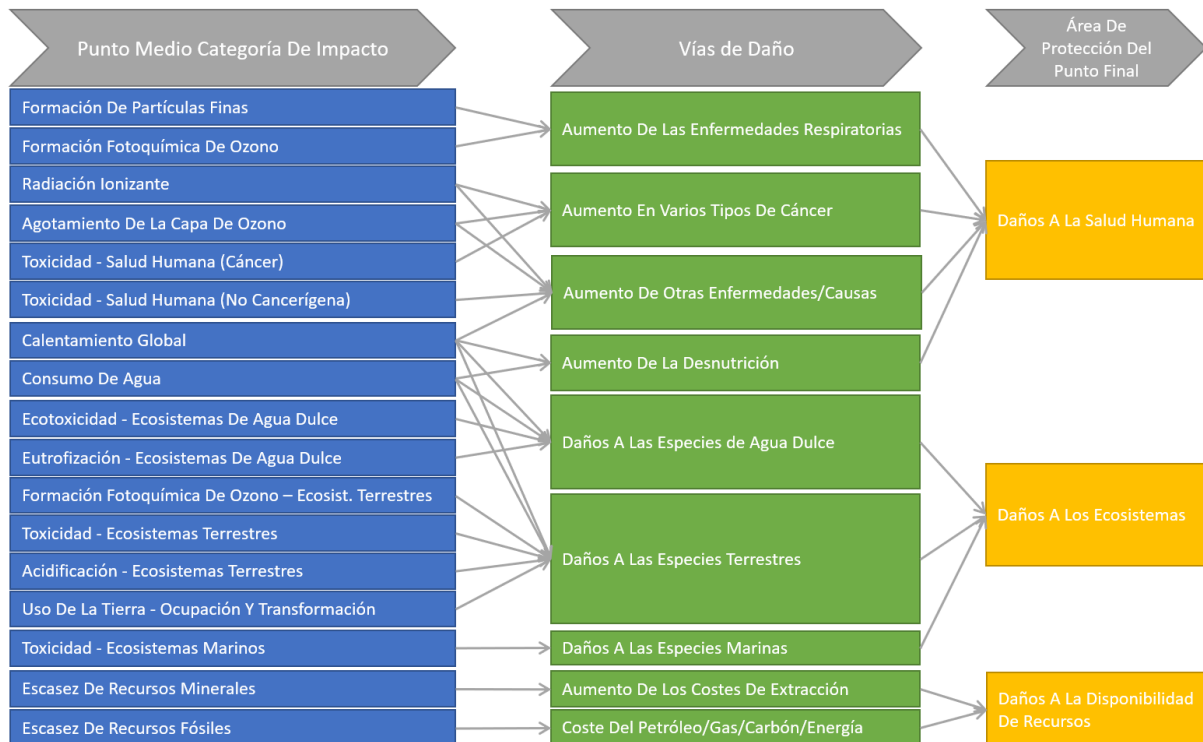 Punto Medio Categoría De Impacto
Vías de Daño
Área De
Protección Del
Punto Final
Formación De Partículas Finas
Formación Fotoquímica De Ozono
Radiación Ionizante
Agotamiento De La Capa De Ozono
Toxicidad - Salud Humana (Cáncer)
Toxicidad - Salud Humana (No Cancerígena)
Calentamiento Global
Consumo De Agua
Ecotoxicidad - Ecosistemas De Agua Dulce
Eutrofización - Ecosistemas De Agua Dulce
Formación Fotoquímica De Ozono – Ecosist. Terrestres
Toxicidad - Ecosistemas Terrestres
Acidificación - Ecosistemas Terrestres
Uso De La Tierra - Ocupación Y Transformación
Toxicidad - Ecosistemas Marinos
Escasez De Recursos Minerales
Escasez De Recursos Fósiles
Aumento De Las Enfermedades Respiratorias
Aumento En Varios Tipos De Cáncer
Aumento De Otras Enfermedades/Causas
Aumento De La Desnutrición
Daños A Las Especies de Agua Dulce
Daños A Las Especies Terrestres
Daños A Las Especies Marinas
Aumento De Los Costes De Extracción
Coste Del Petróleo/Gas/Carbón/Energía
Daños A La Salud Humana
Daños A Los Ecosistemas
Daños A La Disponibilidad
De Recursos